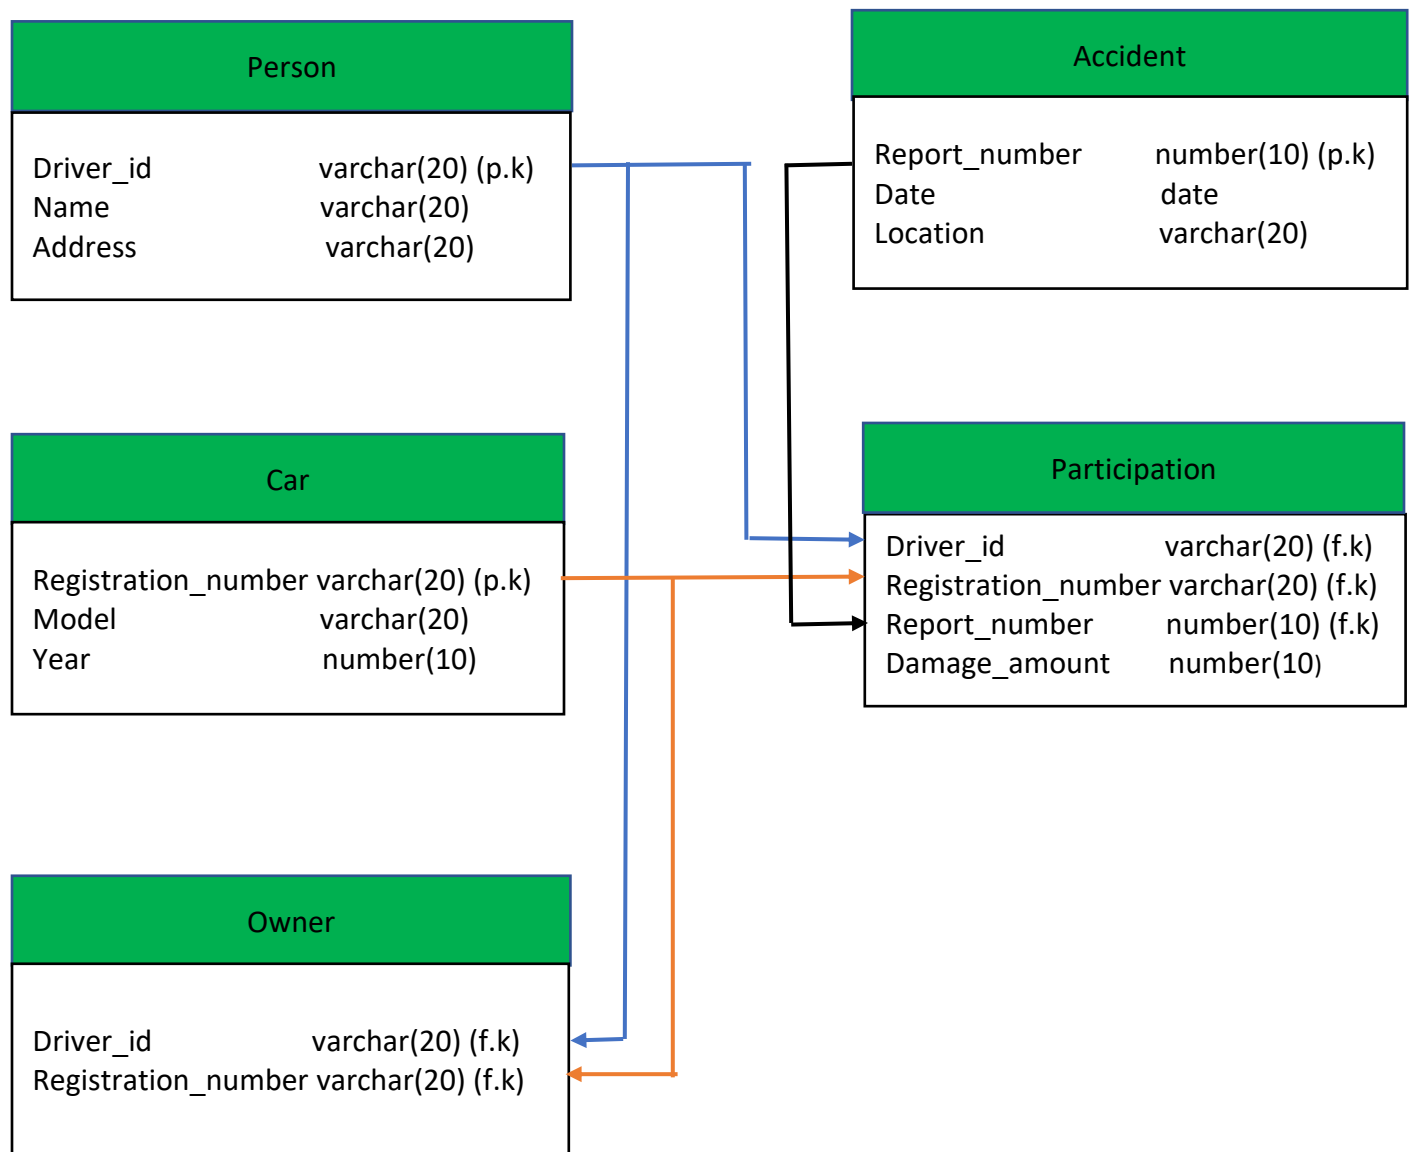 Person
Driver_id varchar(20) (p.k)
Name varchar(20)
Address varchar(20)
Accident
Report_number number(10) (p.k)
Date date
Location varchar(20)
Car
Registration_number varchar(20) (p.k)
Model varchar(20)
Year number(10)
Participation
Driver_id varchar(20) (f.k)
Registration_number varchar(20) (f.k)
Report_number number(10) (f.k)
Damage_amount number(10)
Owner
Driver_id varchar(20) (f.k)
Registration_number varchar(20) (f.k)